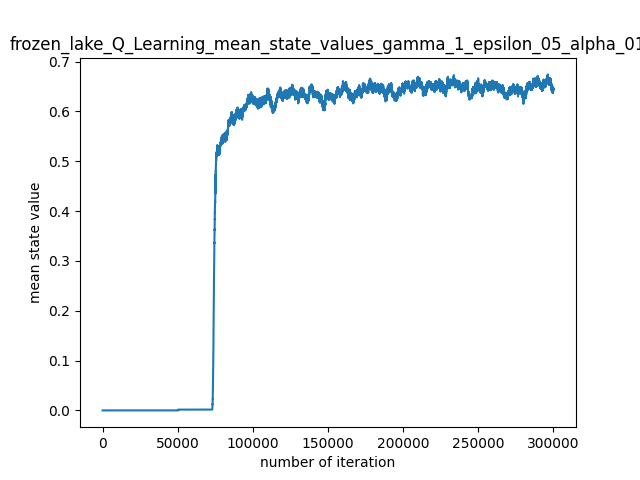 frozen_lake_Q_Learning_mean_state_values_gamma_1_epsilon_05_alpha_01
0.7
0.6
0.5
0.4
0.3
0.2
0.1
0.0
mean state value
0 50000 100000 150000 200000 250000 300000
number of iteration